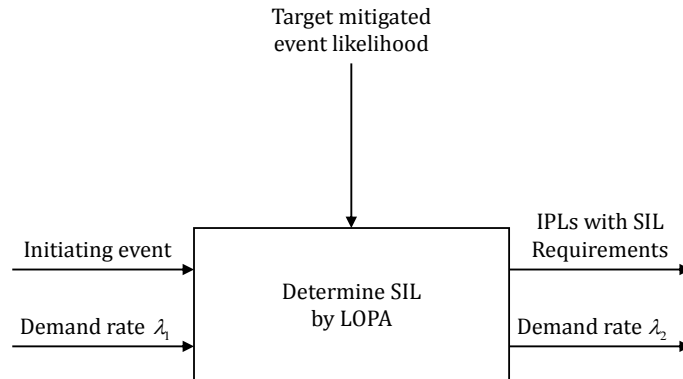 Target mitigated
event likelihood
Initiating event
Demand rate λ₁
Determine SIL
by LOPA
IPLs with SIL
Requirements
Demand rate λ₂